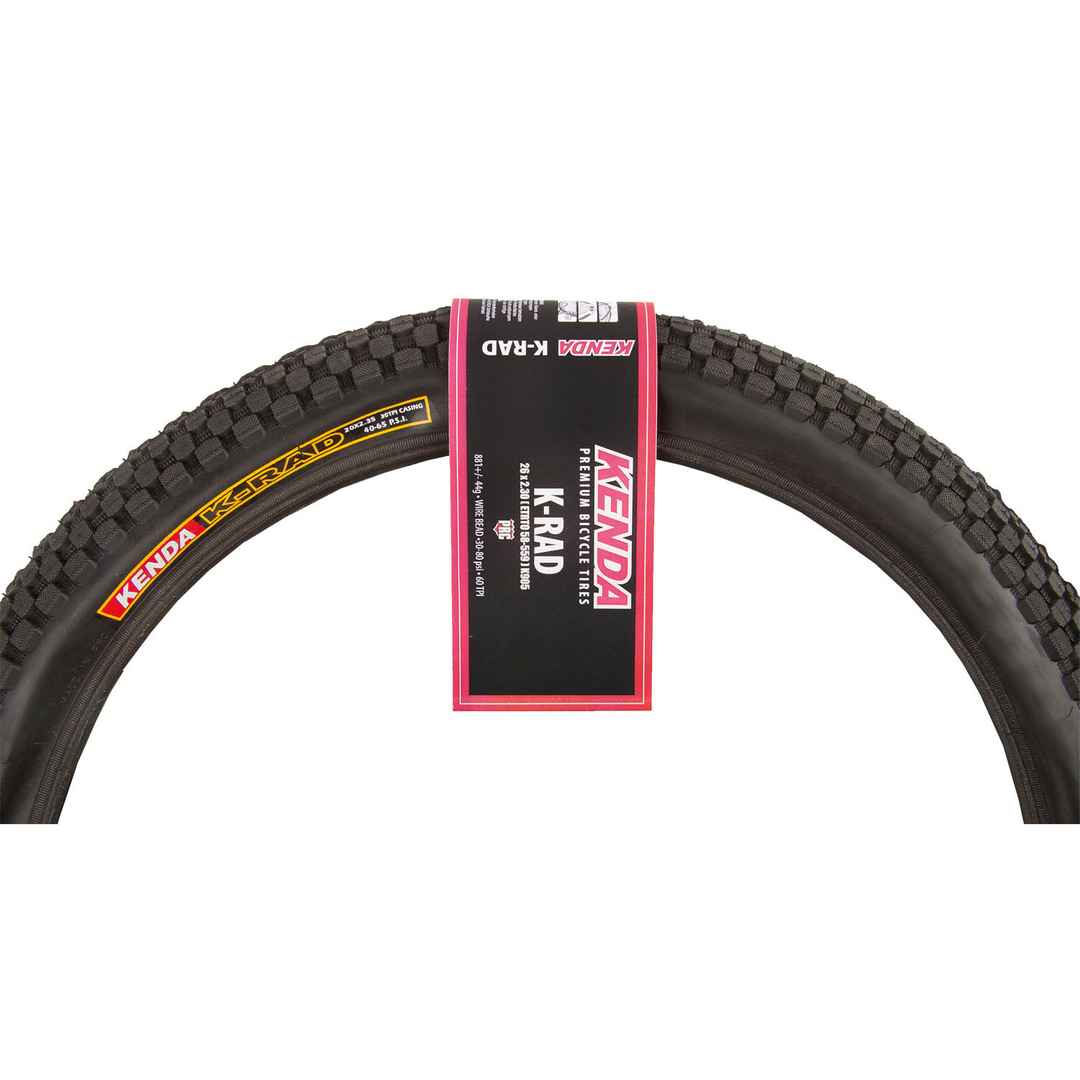 KENDA K-RAD 20X2.35 30TPI CASING
40-65 P.S.I.
KENDA K-RAD
KENDA
PREMIUM BICYCLE TIRES
K-RAD
26 x 2.30 ( ETRTO 58-559 ) K905
PRC
881+/- 44g • WIRE BEAD •30-80 psi • 60 TPI